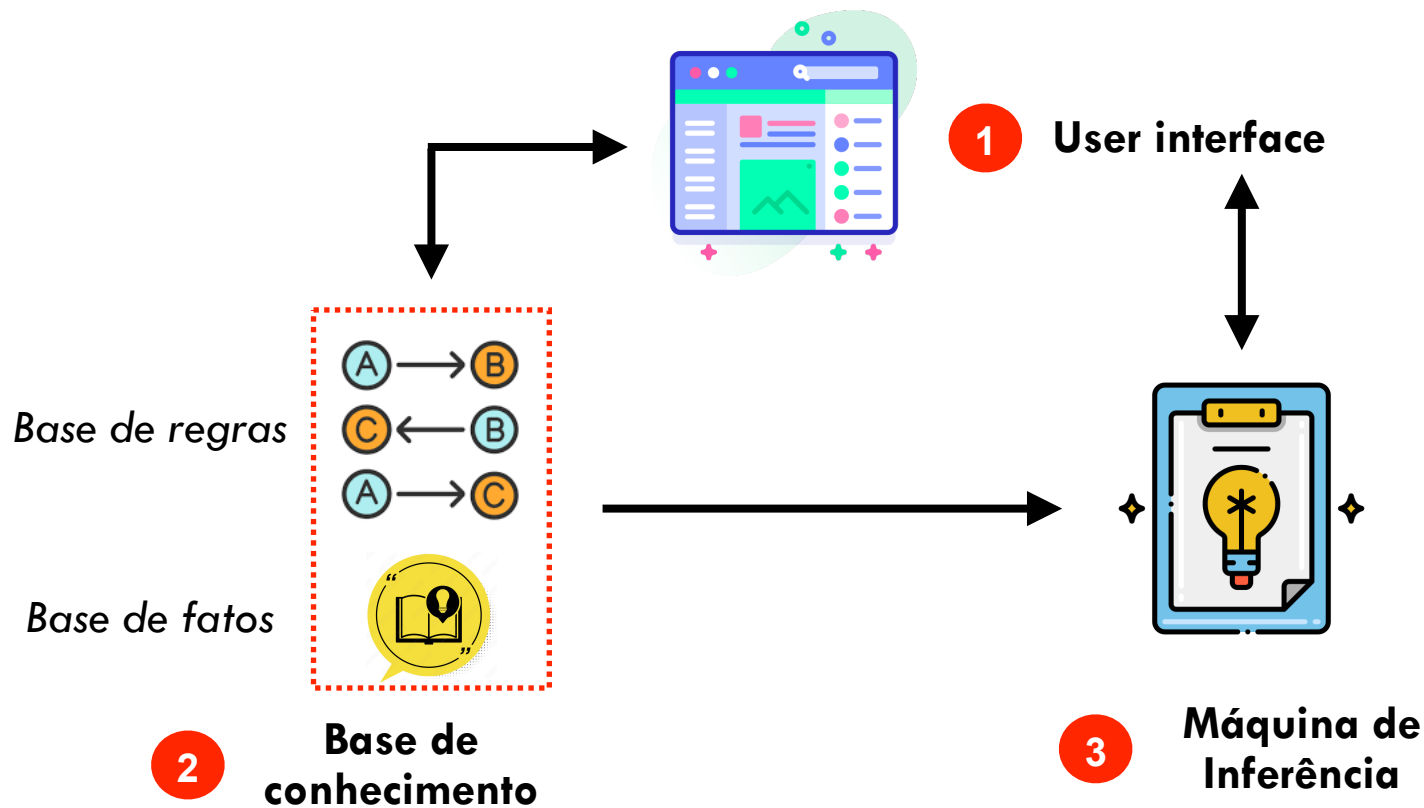 1 User interface
A B
Base de regras C B
A C
Base de fatos “ ”
2 Base de
conhecimento
3 Máquina de
Inferência